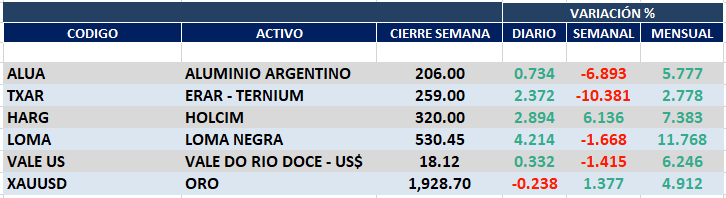 VARIACIÓN %
CODIGO ACTIVO CIERRE SEMANA DIARIO SEMANAL MENSUAL
ALUA ALUMINIO ARGENTINO 206.00 0.734 -6.893 5.777
TXAR ERAR - TERNIUM 259.00 2.372 -10.381 2.778
HARG HOLCIM 320.00 2.894 6.136 7.383
LOMA LOMA NEGRA 530.45 4.214 -1.668 11.768
VALE US VALE DO RIO DOCE - US$ 18.12 0.332 -1.415 6.246
XAUUSD ORO 1,928.70 -0.238 1.377 4.912